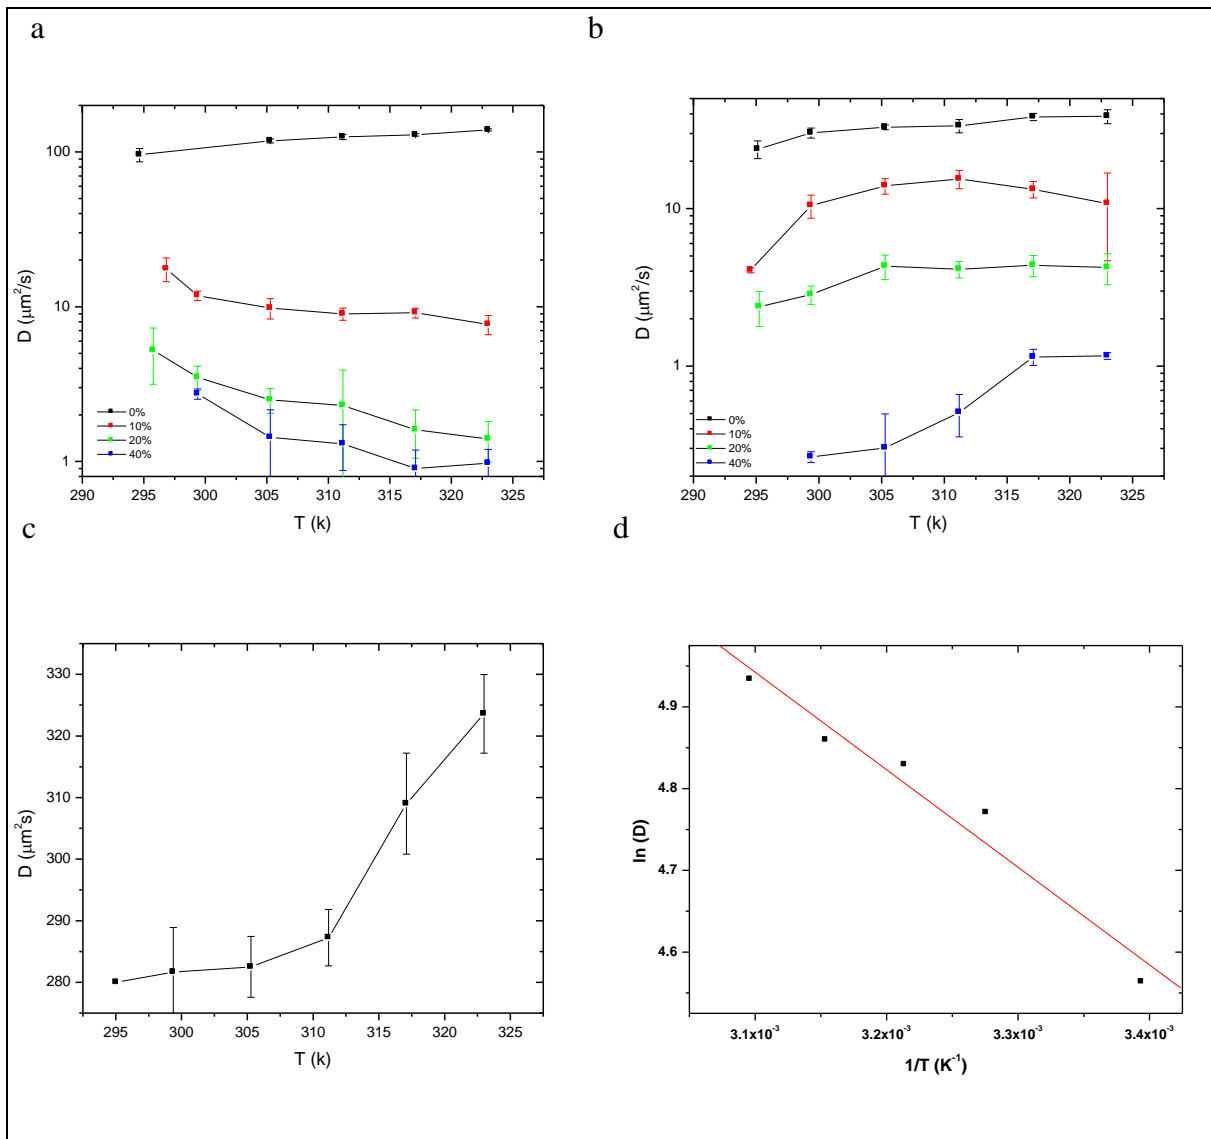 a
100
10
1
D (μm²/s)
0%
10%
20%
40%
290 295 300 305 310 315 320 325
T (k)
b
10
1
D (μm²/s)
0%
10%
20%
40%
290 295 300 305 310 315 320 325
T (k)
c
330
320
310
300
290
280
D (μm²s)
295 300 305 310 315 320 325
T (k)
d
4.9
4.8
4.7
4.6
ln (D)
3.1x10⁻³ 3.2x10⁻³ 3.3x10⁻³ 3.4x10⁻³
1/T (K⁻¹)